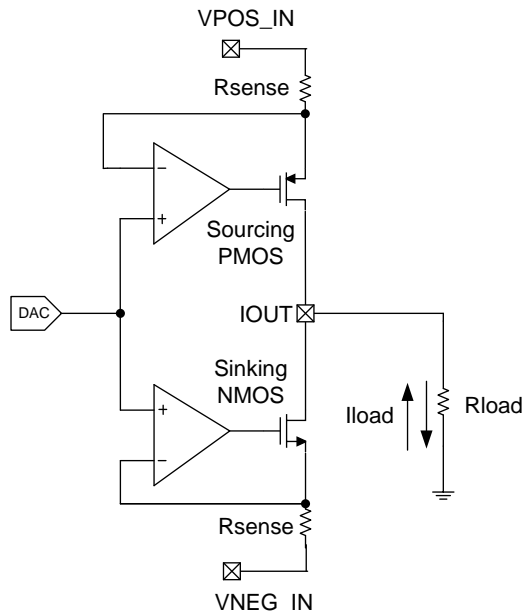 VPOS_IN
Rsense
−
+
Sourcing
PMOS
DAC
IOUT
Sinking
NMOS
+
−
Iload
Rload
Rsense
VNEG_IN